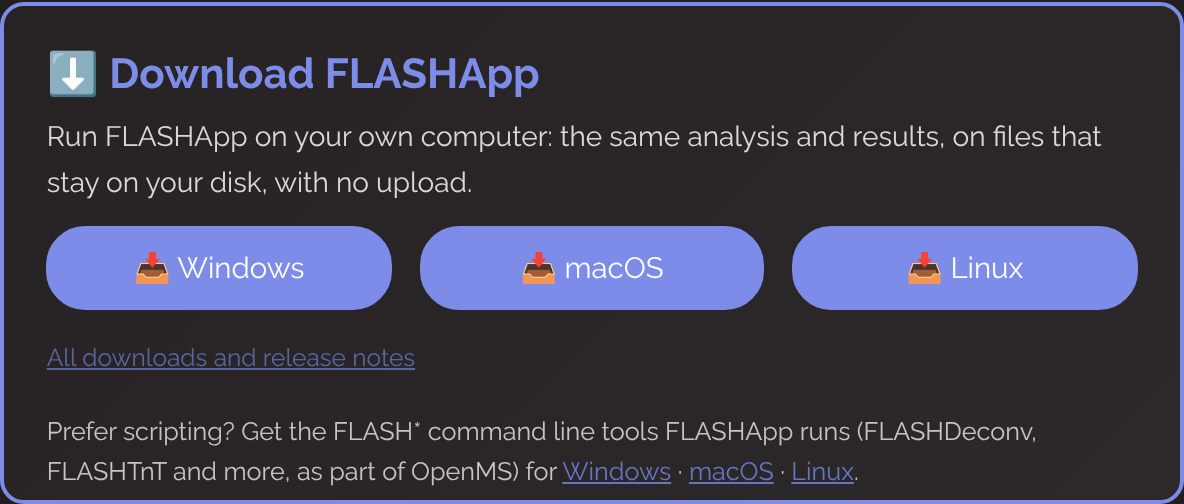 ⬇️ Download FLASHApp
Run FLASHApp on your own computer: the same analysis and results, on files that
stay on your disk, with no upload.
📥 Windows
📥 macOS
📥 Linux
All downloads and release notes
Prefer scripting? Get the FLASH* command line tools FLASHApp runs (FLASHDeconv,
FLASHTnT and more, as part of OpenMS) for Windows · macOS · Linux.